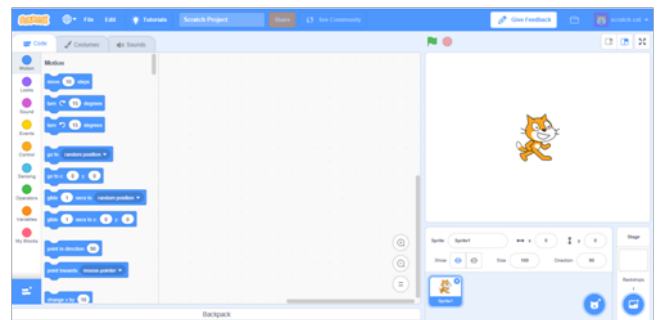 SCRATCH File Edit Tutorials Scratch Project Share See Community Give Feedback scratch-cat
Code Costumes Sounds
Motion
Looks
Sound
Events
Control
Sensing
Operators
Variables
My Blocks
Motion
move 10 steps
turn 15 degrees
turn 15 degrees
go to random position
go to x: 0 y: 0
glide 1 secs to random position
glide 1 secs to x: 0 y: 0
point in direction 90
point towards mouse-pointer
change x by 10
Backpack
Sprite Sprite1 x 0 y 0
Show Size 100 Direction 90
Sprite1
Stage
Backdrops
1